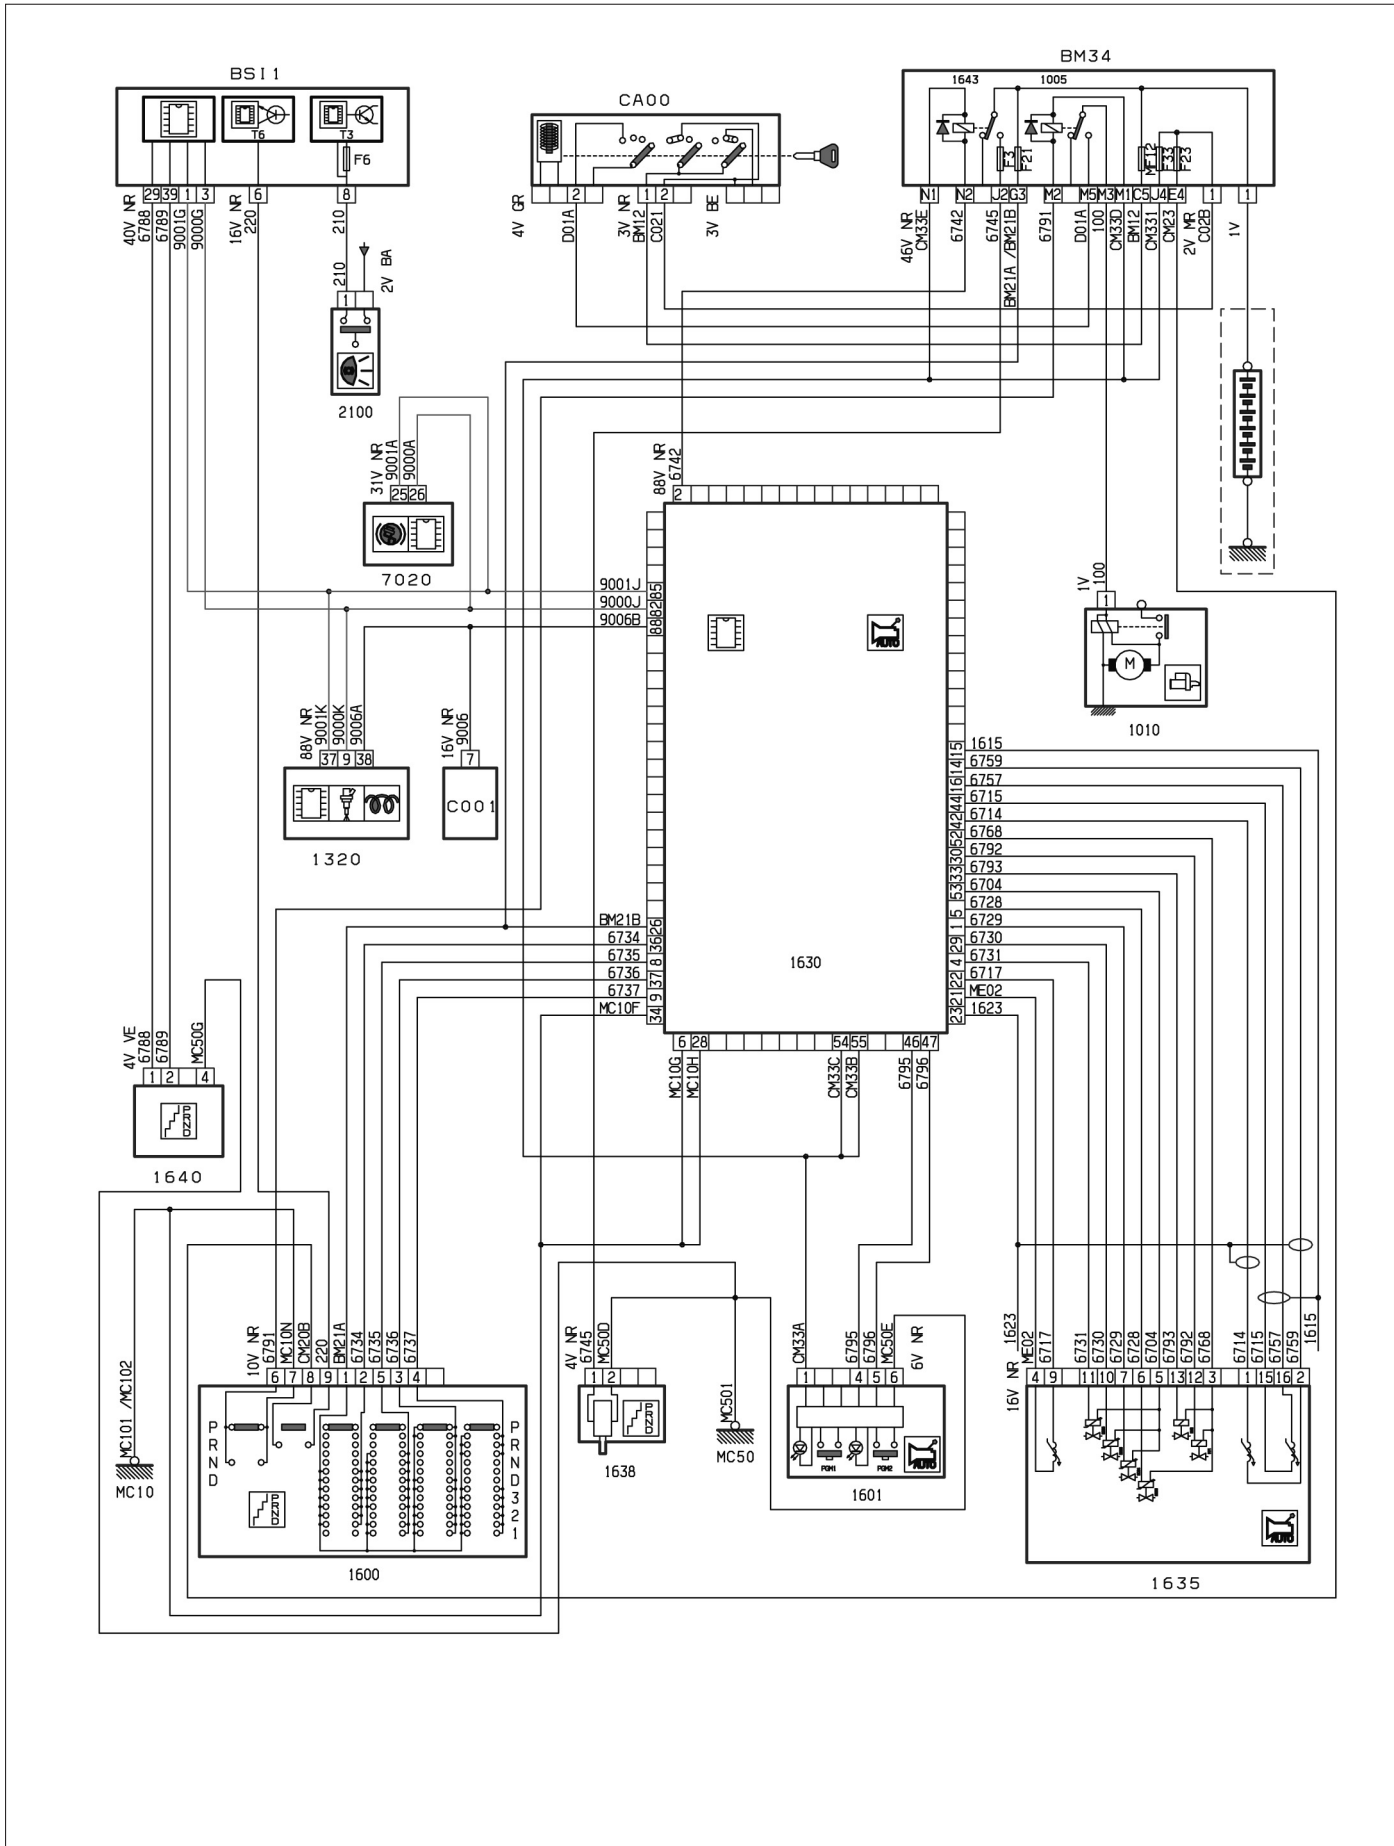 BSI1
T6
T3
F6
29 39 1 3 6 8
40V NR
6788
6789
9001G
9000G
16V NR
220
210
210
2V BA
1
2100
CA00
2 1 2
4V GR
D01A
3V NR
BM12
C021
3V BE
BM34
1643
1005
F3
F21
MF12
F33
F23
N1 N2 J2 G3 M2 M5 M3 M1 C5 J4 E4 1 1
46V NR
CM33E
6742
6745
BM21A /BM21B
6791
D01A
100
CM33D
BM12
CM331
CM23
2V MR
C02B
1V
31V NR
9001A
9000A
25 26
7020
88V NR
6742
2
9001J 85
9000J 82
9006B 88
AUTO
1V
100
1
M
1010
88V NR
9001K
9000K
9006A
37 9 38
1320
16V NR
9006
7
C001
15 1615
14 6759
16 6757
44 6715
42 6714
52 6768
30 6792
33 6793
53 6704
5 6728
1 6729
29 6730
4 6731
22 6717
21 ME02
23 1623
BM21B 26
6734 36
6735 8
6736 37
6737 9
MC10F 34
1630
6 28 54 55 46 47
MC10G
MC10H
CM33C
CM33B
6795
6796
4V VE
6788
6789
MC50G
1 2 4
PRND
1640
MC101 /MC102
MC10
10V NR
6791
MC10N
CM20B
220
BM21A
6734
6735
6736
6737
6 7 8 9 1 2 5 3 4
P
R
N
D
PRND
P
R
N
D
3
2
1
1600
4V NR
6745
MC50D
1 2
PRND
1638
MC501
MC50
CM33A
6795
6796
MC50E
6V NR
1 4 5 6
PGM1
PGM2
AUTO
1601
1623
16V NR
ME02
6717
6731
6730
6729
6728
6704
6793
6792
6768
6714
6715
6757
6759
1615
4 9 11 10 7 6 5 13 12 3 1 15 16 2
AUTO
1635